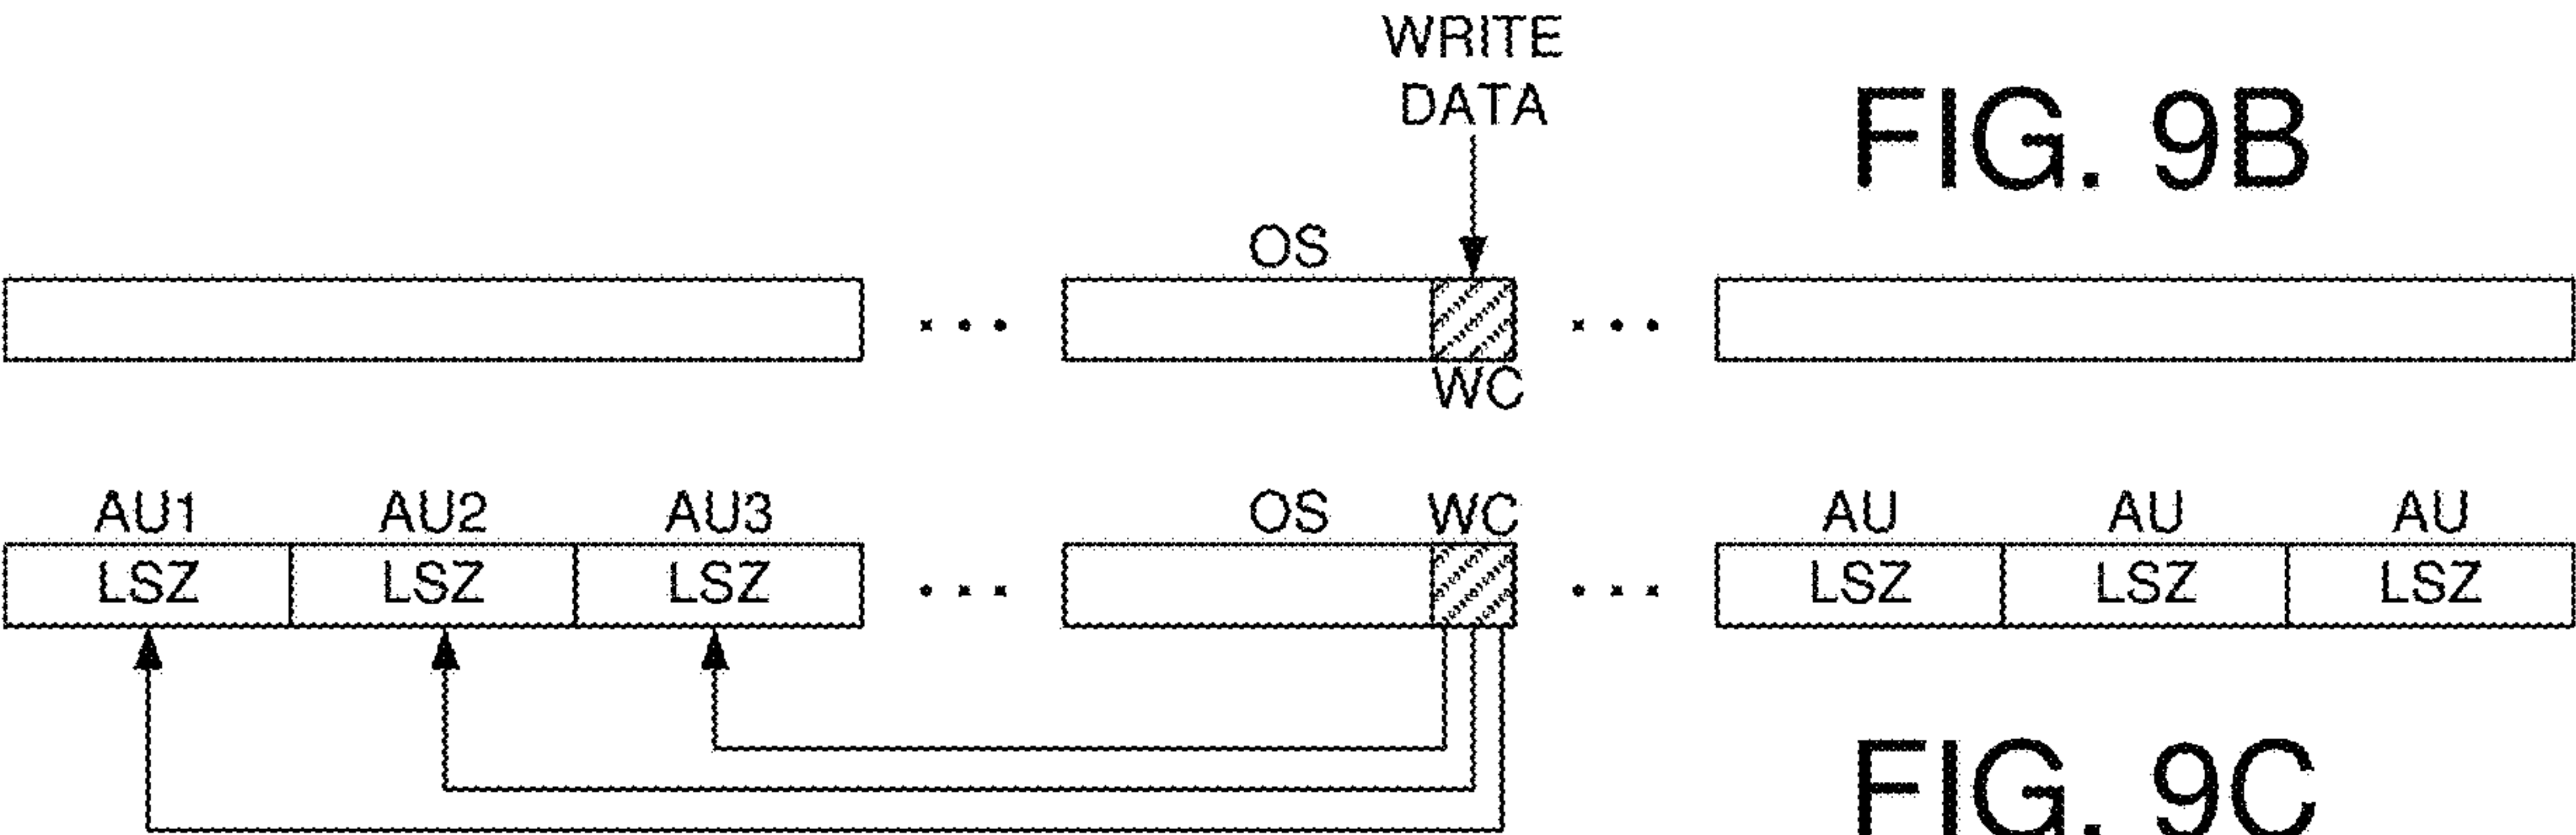 WRITE
DATA
FIG. 9B
OS
WC
AU1 AU2 AU3 OS WC AU AU AU
LSZ LSZ LSZ LSZ LSZ LSZ
FIG. 9C